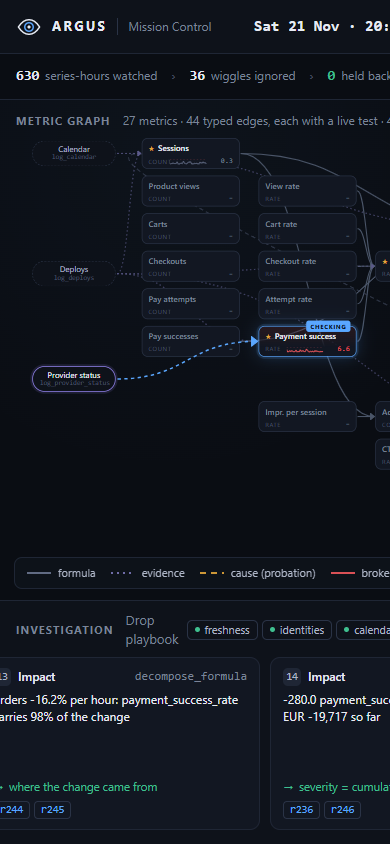 ARGUS Mission Control Sat 21 Nov · 20:
630 series-hours watched › 36 wiggles ignored › 0 held back
METRIC GRAPH 27 metrics · 44 typed edges, each with a live test · 4
Calendar
log_calendar
★ Sessions
COUNT 0.3
Product views
COUNT –
View rate
RATE –
Carts
COUNT –
Cart rate
RATE –
Deploys
log_deploys
Checkouts
COUNT –
Checkout rate
RATE –
★
Pay attempts
COUNT –
Attempt rate
RATE –
CHECKING
Pay successes
COUNT –
★ Payment success
RATE 6.6
Provider status
log_provider_status
Impr. per session
RATE –
formula evidence cause (probation) broke
INVESTIGATION Drop playbook freshness identities calenda
13 Impact decompose_formula
rders -16.2% per hour: payment_success_rate
arries 98% of the change
→ where the change came from
r244 r245
14 Impact
-280.0 payment_succ
EUR -19,717 so far
→ severity = cumula
r236 r246